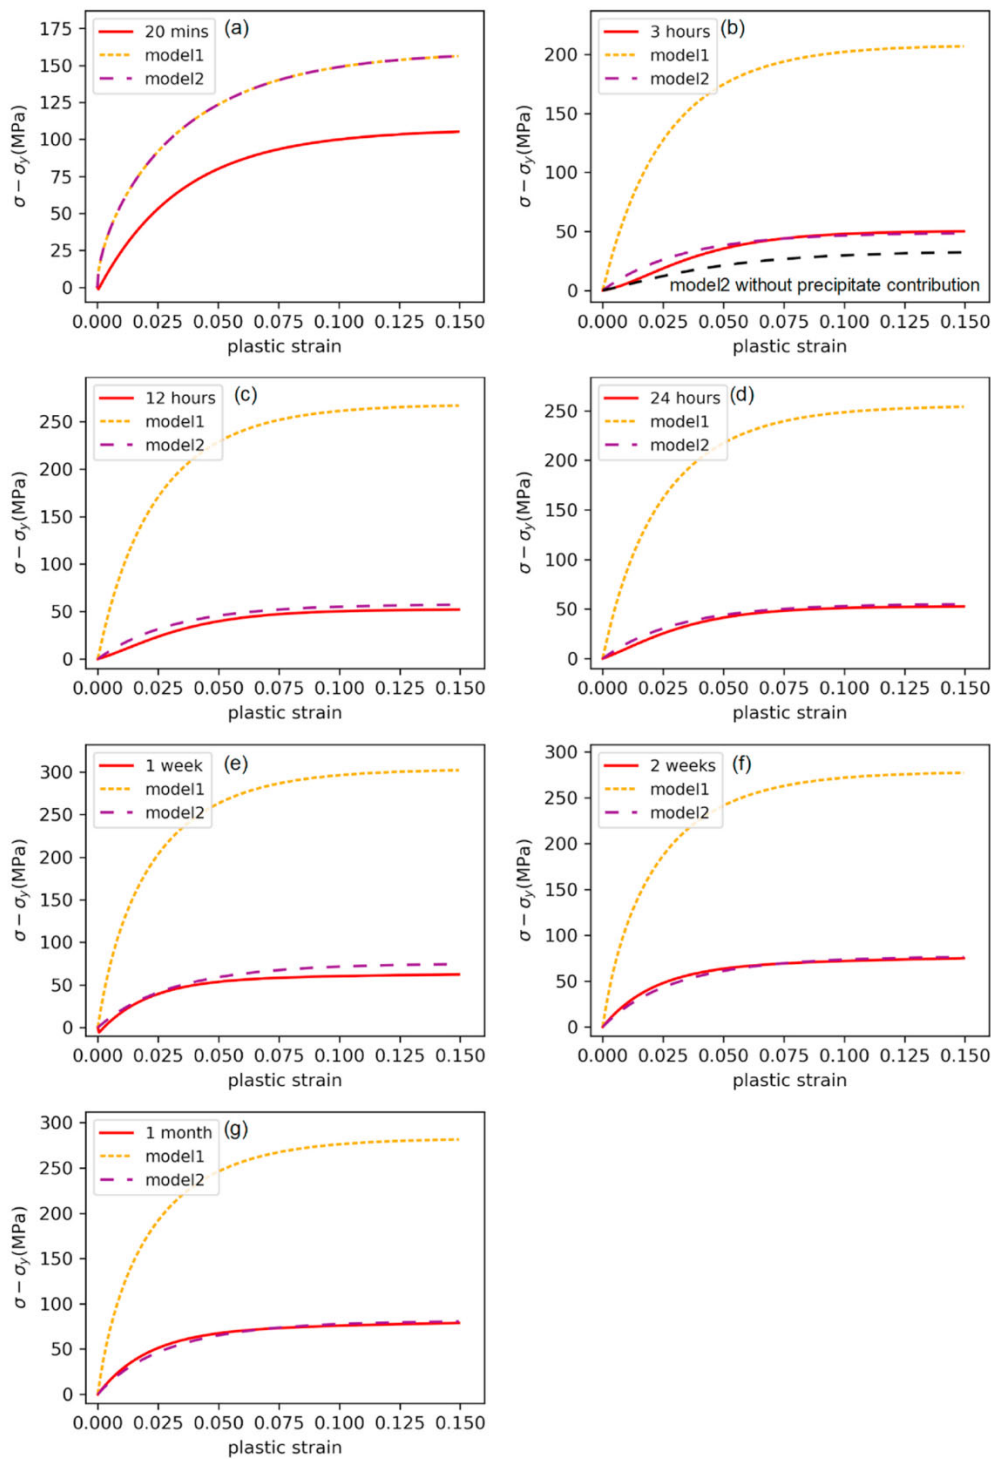 (a)
20 mins
model1
model2
σ − σy(MPa)
175
150
125
100
75
50
25
0
0.000 0.025 0.050 0.075 0.100 0.125 0.150
plastic strain
(b)
3 hours
model1
model2
σ − σy(MPa)
200
150
100
50
0
model2 without precipitate contribution
0.000 0.025 0.050 0.075 0.100 0.125 0.150
plastic strain
(c)
12 hours
model1
model2
σ − σy(MPa)
250
200
150
100
50
0
0.000 0.025 0.050 0.075 0.100 0.125 0.150
plastic strain
(d)
24 hours
model1
model2
σ − σy(MPa)
250
200
150
100
50
0
0.000 0.025 0.050 0.075 0.100 0.125 0.150
plastic strain
(e)
1 week
model1
model2
σ − σy(MPa)
300
250
200
150
100
50
0
0.000 0.025 0.050 0.075 0.100 0.125 0.150
plastic strain
(f)
2 weeks
model1
model2
σ − σy(MPa)
300
250
200
150
100
50
0
0.000 0.025 0.050 0.075 0.100 0.125 0.150
plastic strain
(g)
1 month
model1
model2
σ − σy(MPa)
300
250
200
150
100
50
0
0.000 0.025 0.050 0.075 0.100 0.125 0.150
plastic strain